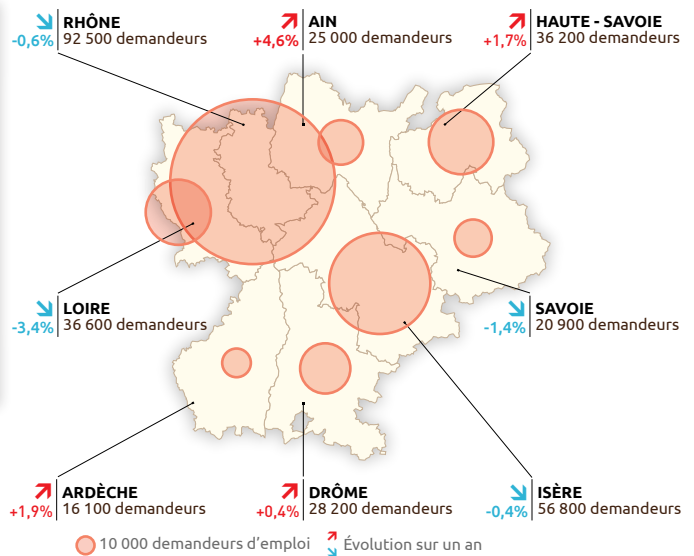 RHÔNE
-0,6% 92 500 demandeurs
AIN
+4,6% 25 000 demandeurs
HAUTE - SAVOIE
+1,7% 36 200 demandeurs
LOIRE
-3,4% 36 600 demandeurs
SAVOIE
-1,4% 20 900 demandeurs
ARDÈCHE
+1,9% 16 100 demandeurs
DRÔME
+0,4% 28 200 demandeurs
ISÈRE
-0,4% 56 800 demandeurs
10 000 demandeurs d'emploi Évolution sur un an